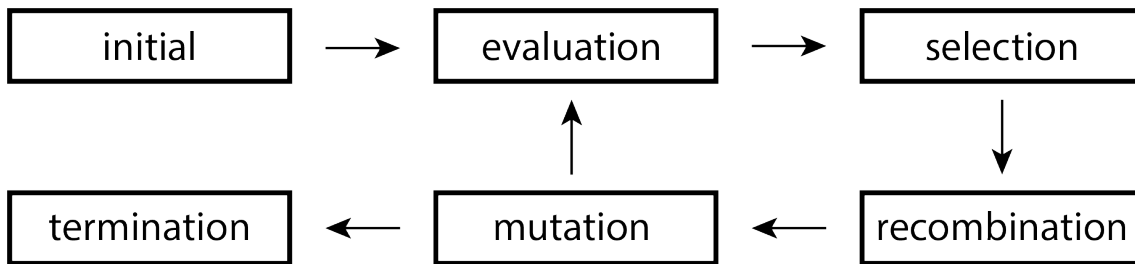 initial
evaluation
selection
termination
mutation
recombination